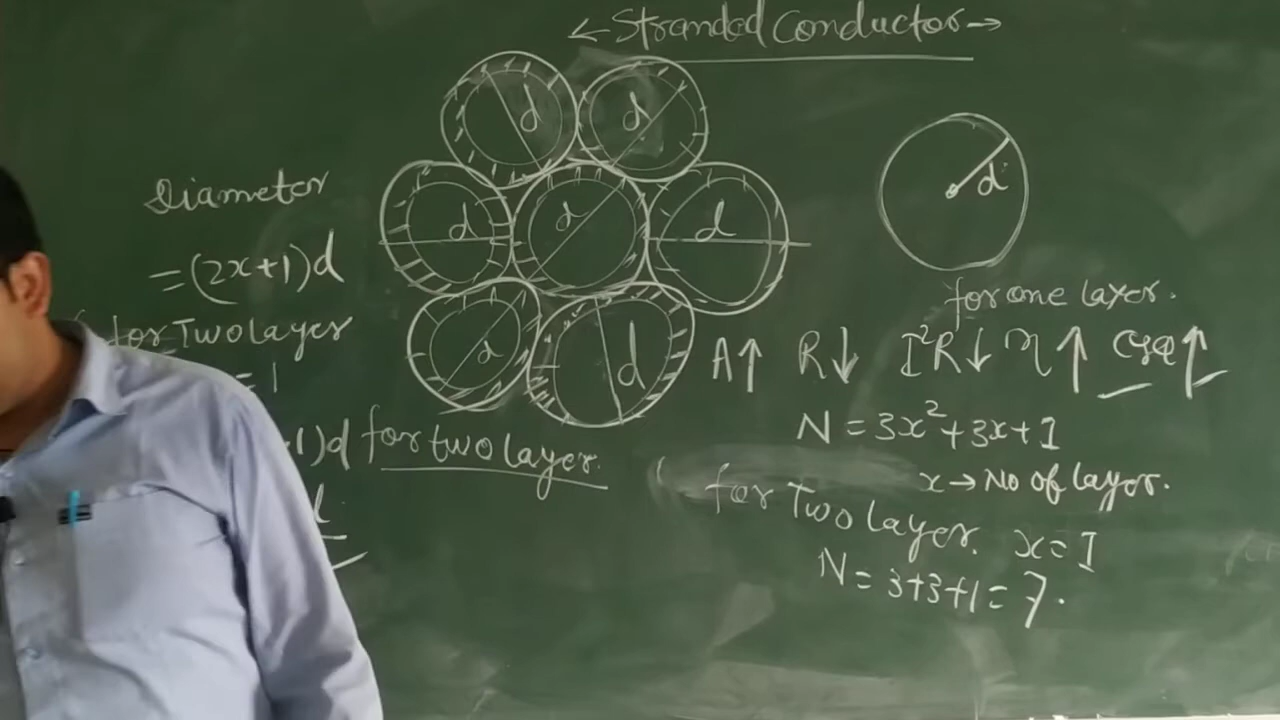 ← Stranded Conductor →
d d
d d d
d d
d
Diameter
= (2x+1)d
for Two layer
= 1
1)d for two layer.
for one layer.
A↑ R↓ I²R↓ η↑
N = 3x²+3x+1
x → No of layer.
for Two layer. x = I
N = 3+3+1 = 7.